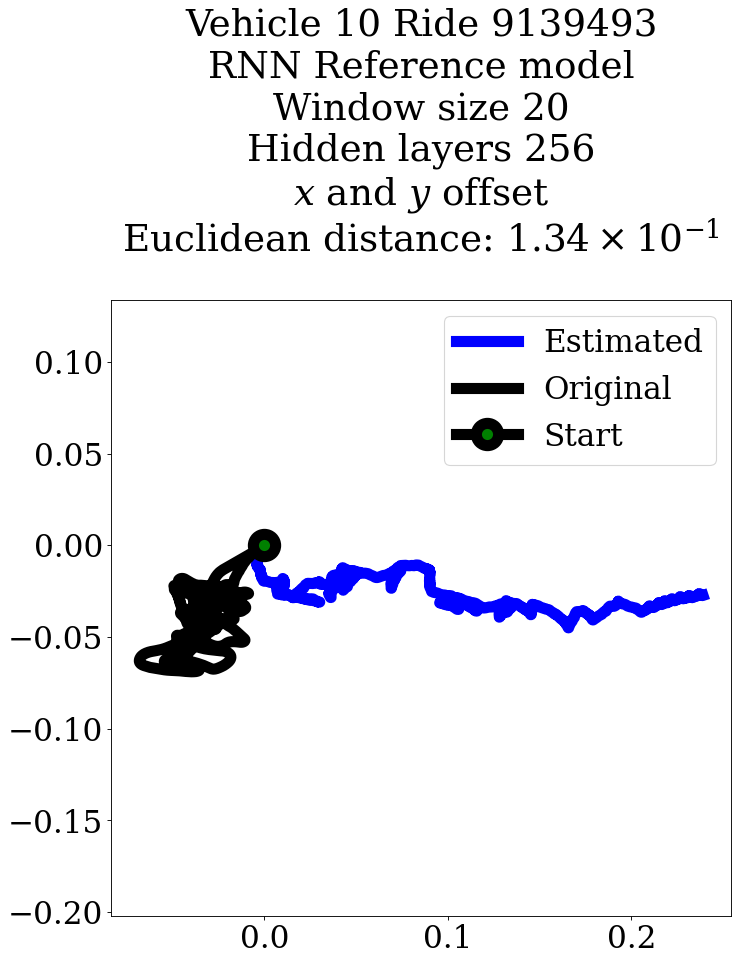 Vehicle 10 Ride 9139493
RNN Reference model
Window size 20
Hidden layers 256
x and y offset
Euclidean distance: 1.34 × 10⁻¹
Estimated
Original
Start
0.10
0.05
0.00
−0.05
−0.10
−0.15
−0.20
0.0 0.1 0.2